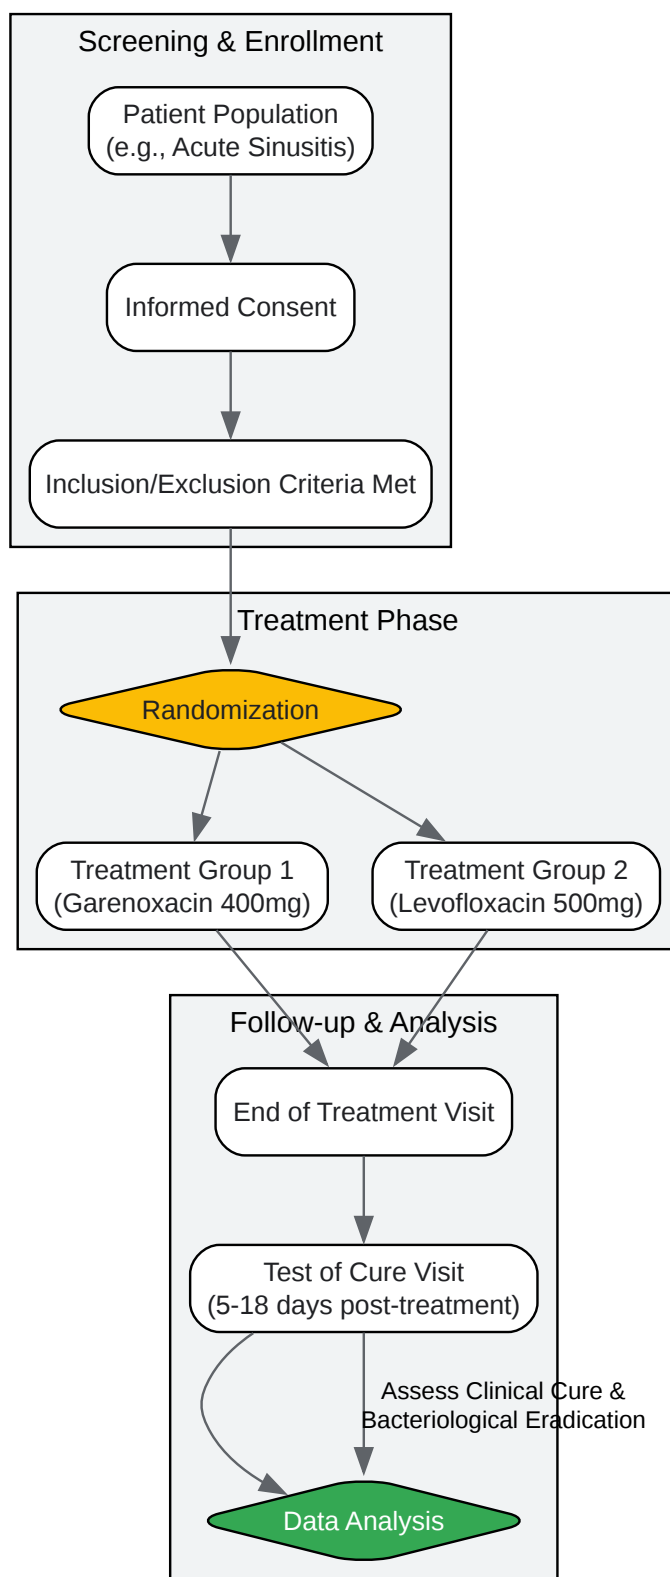 Screening & Enrollment
Patient Population
(e.g., Acute Sinusitis)
Informed Consent
Inclusion/Exclusion Criteria Met
Treatment Phase
Randomization
Treatment Group 1
(Garenoxacin 400mg)
Treatment Group 2
(Levofloxacin 500mg)
Follow-up & Analysis
End of Treatment Visit
Test of Cure Visit
(5-18 days post-treatment)
Assess Clinical Cure &
Bacteriological Eradication
Data Analysis